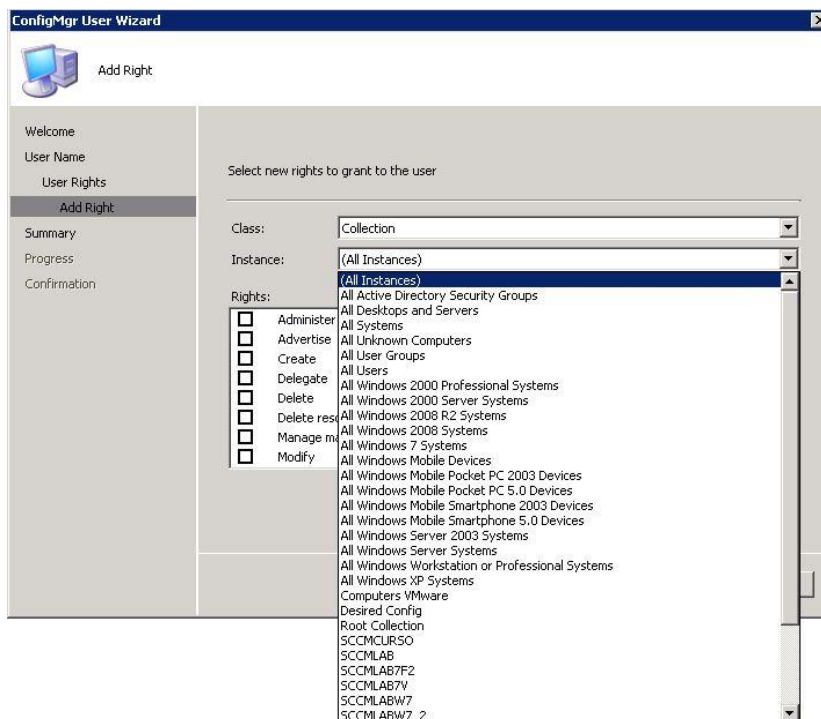 ConfigMgr User Wizard
Add Right
Welcome
User Name
User Rights
Add Right
Summary
Progress
Confirmation
Select new rights to grant to the user
Class:
Collection
Instance:
(All Instances)
Rights:
Administer
Advertise
Create
Delegate
Delete
Delete
Manage
Modify
(All Instances)
All Active Directory Security Groups
All Desktops and Servers
All Systems
All Unknown Computers
All User Groups
All Users
All Windows 2000 Professional Systems
All Windows 2000 Server Systems
All Windows 2008 R2 Systems
All Windows 2008 Systems
All Windows 7 Systems
All Windows Mobile Devices
All Windows Mobile Pocket PC 2003 Devices
All Windows Mobile Pocket PC 5.0 Devices
All Windows Mobile Smartphone 2003 Devices
All Windows Mobile Smartphone 5.0 Devices
All Windows Server 2003 Systems
All Windows Server Systems
All Windows Workstation or Professional Systems
All Windows XP Systems
Computers VMware
Desired Config
Root Collection
SCCMCURSO
SCCMLAB
SCCMLAB7F2
SCCMLAB7V
SCCMLABW7
SCCMLABW7_2